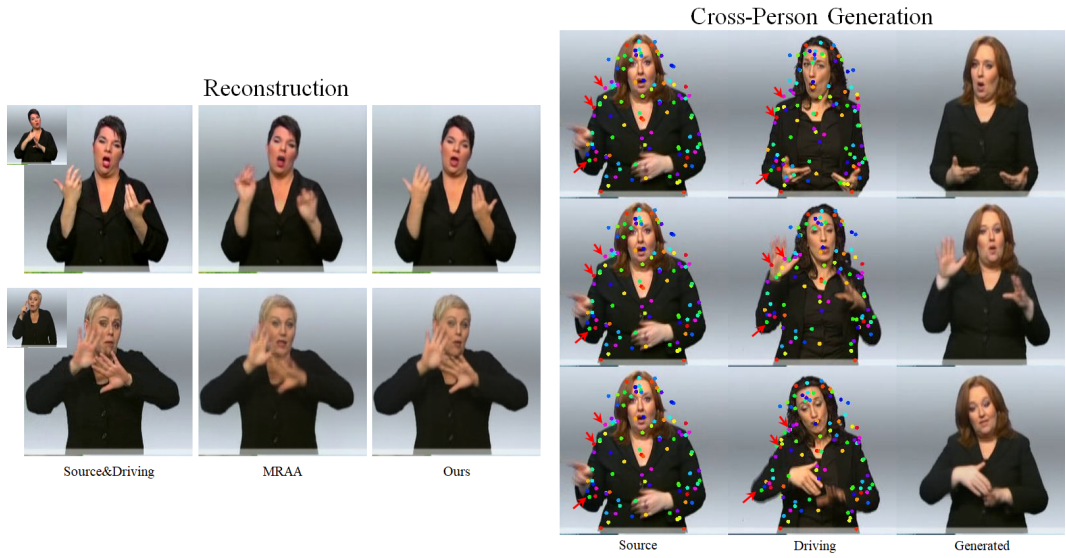 Reconstruction
Source&Driving
MRAA
Ours
Cross-Person Generation
Source
Driving
Generated